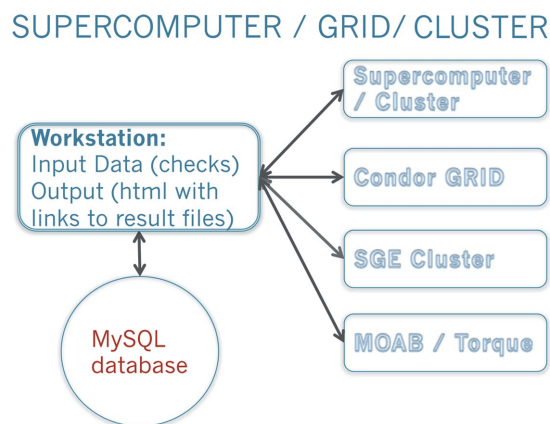 SUPERCOMPUTER / GRID/ CLUSTER
Supercomputer
/ Cluster
Workstation:
Input Data (checks)
Output (html with
links to result files)
Condor GRID
SGE Cluster
MySQL
database
MOAB / Torque